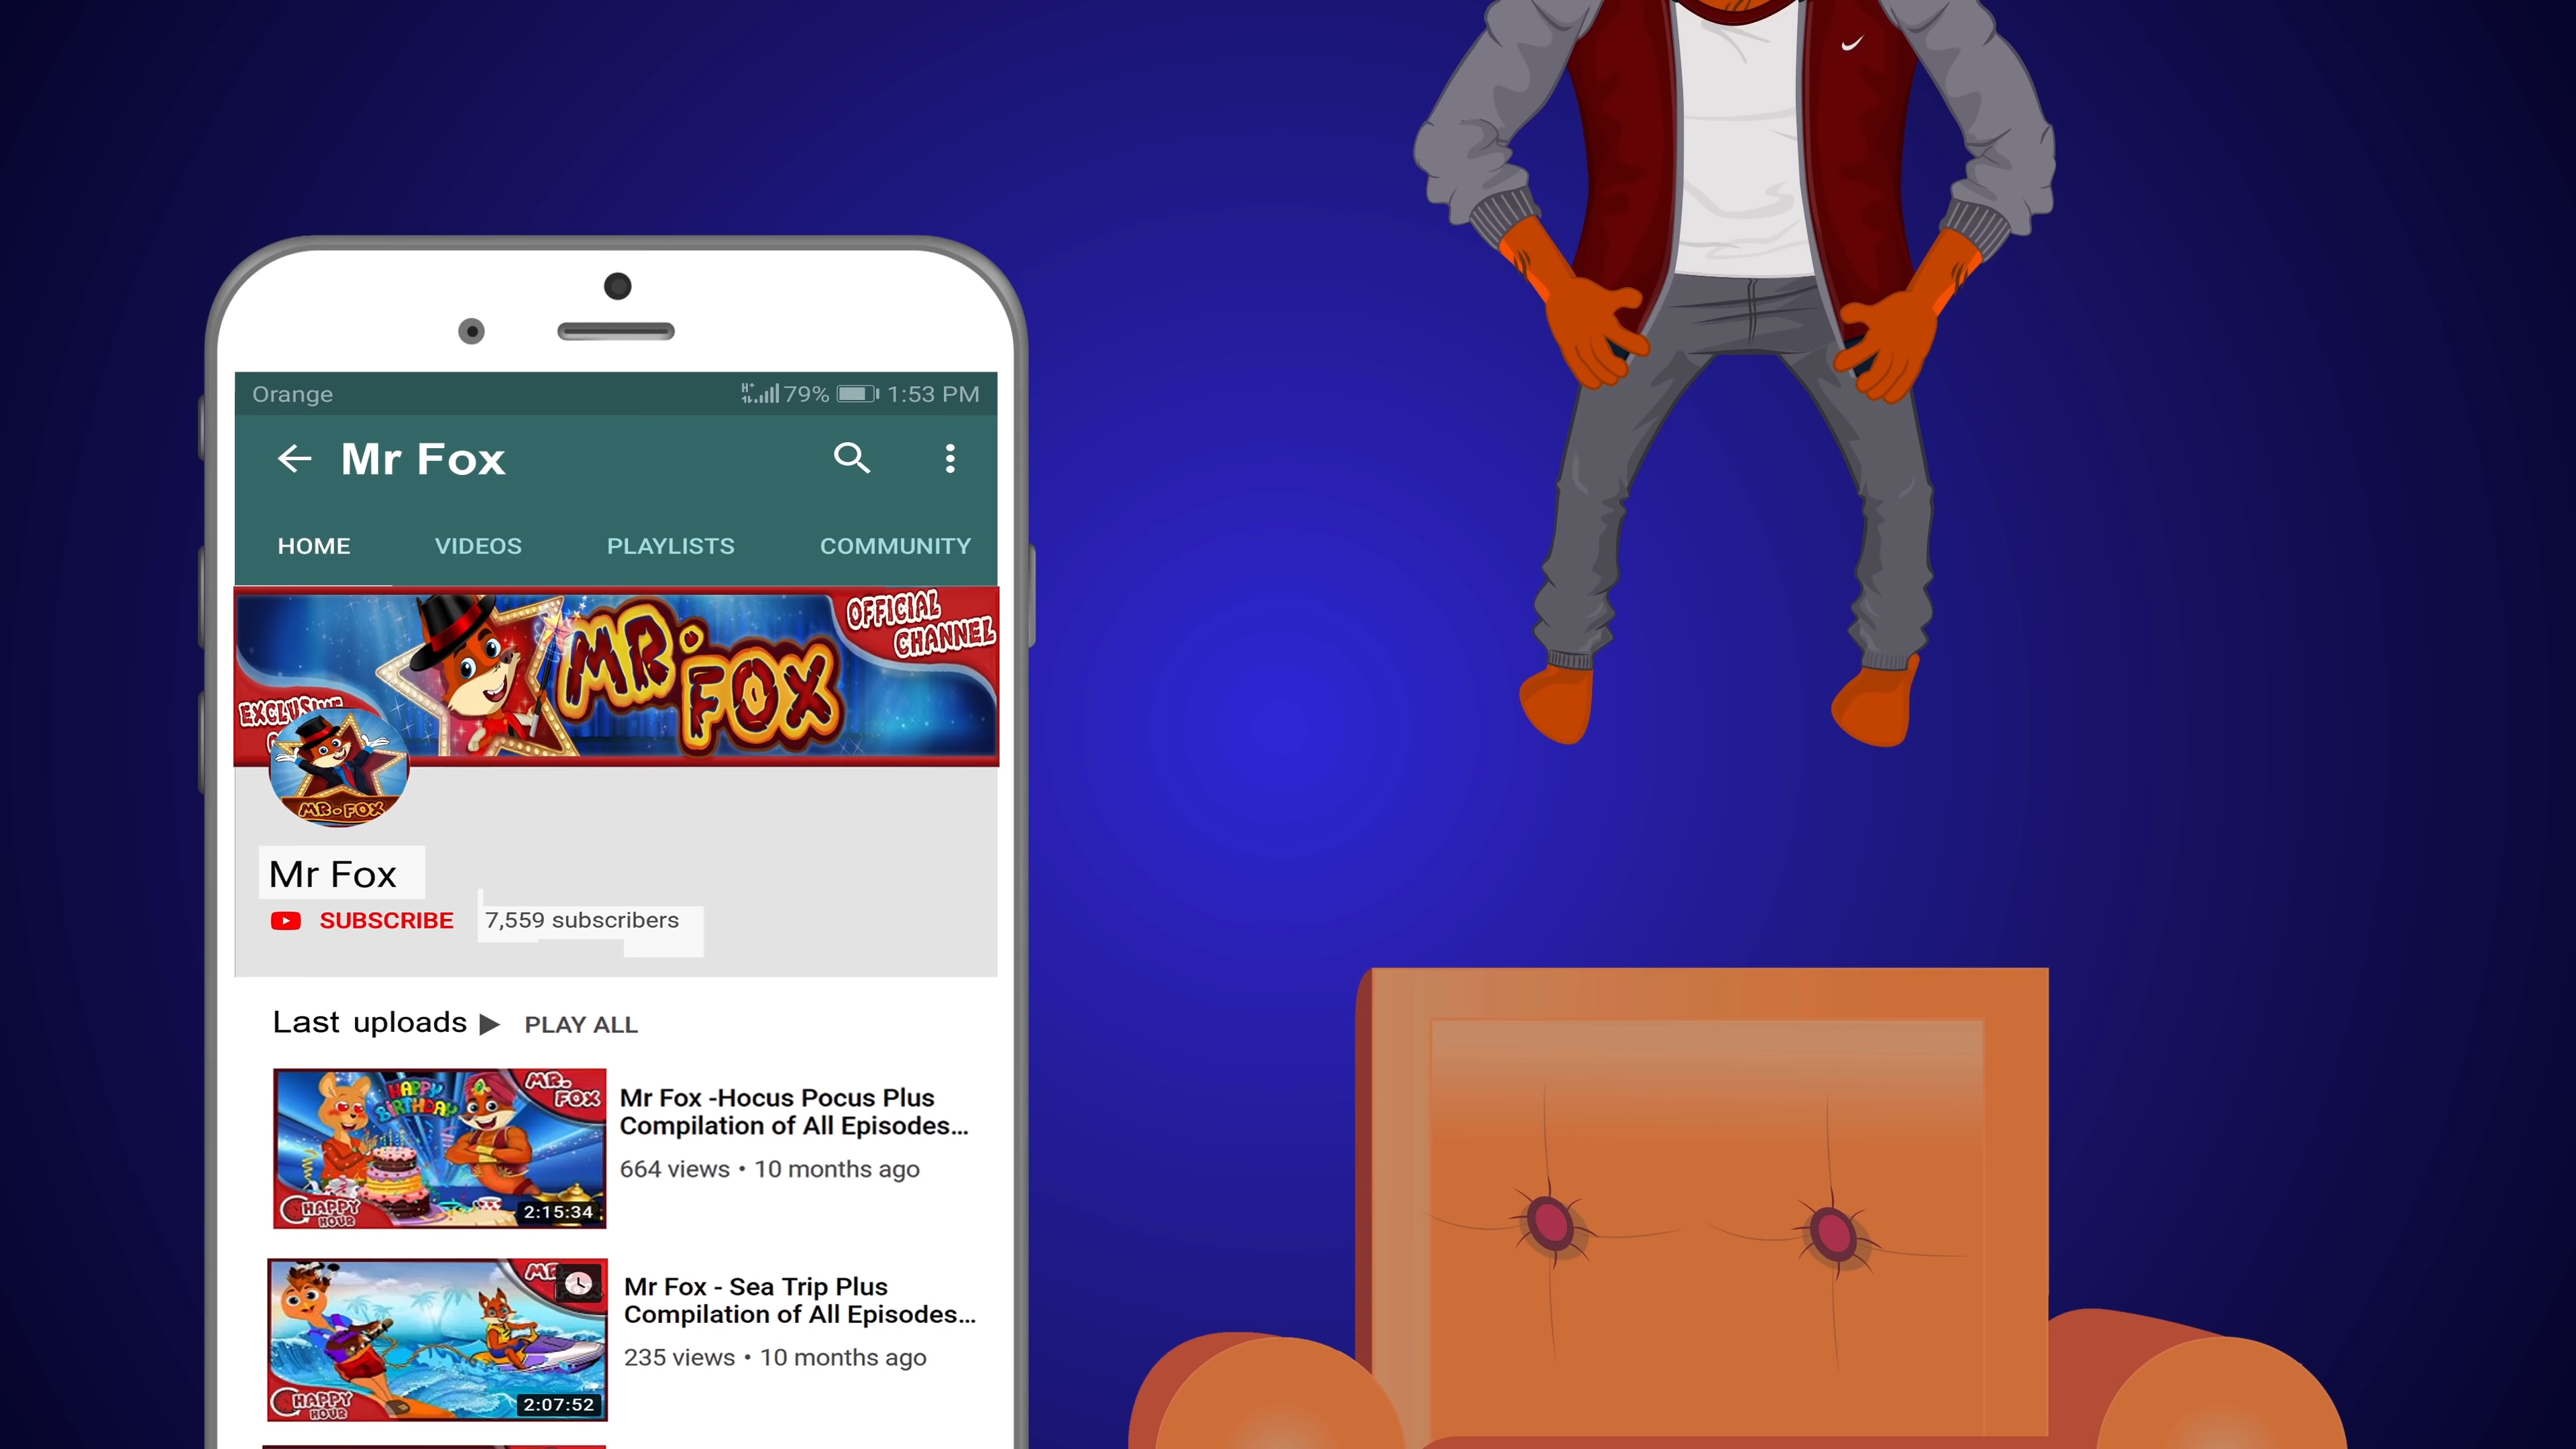 Orange
79% 1:53 PM
Mr Fox
HOME VIDEOS PLAYLISTS COMMUNITY
OFFICIAL
CHANNEL
MR.
FOX
EXCLUSIVE
MR-FOX
Mr Fox
SUBSCRIBE 7,559 subscribers
Last uploads PLAY ALL
HAPPY
BIRTHDAY
MR.
FOX
HAPPY
HOUR
2:15:34
Mr Fox -Hocus Pocus Plus
Compilation of All Episodes...
664 views • 10 months ago
HAPPY
HOUR
2:07:52
Mr Fox - Sea Trip Plus
Compilation of All Episodes...
235 views • 10 months ago